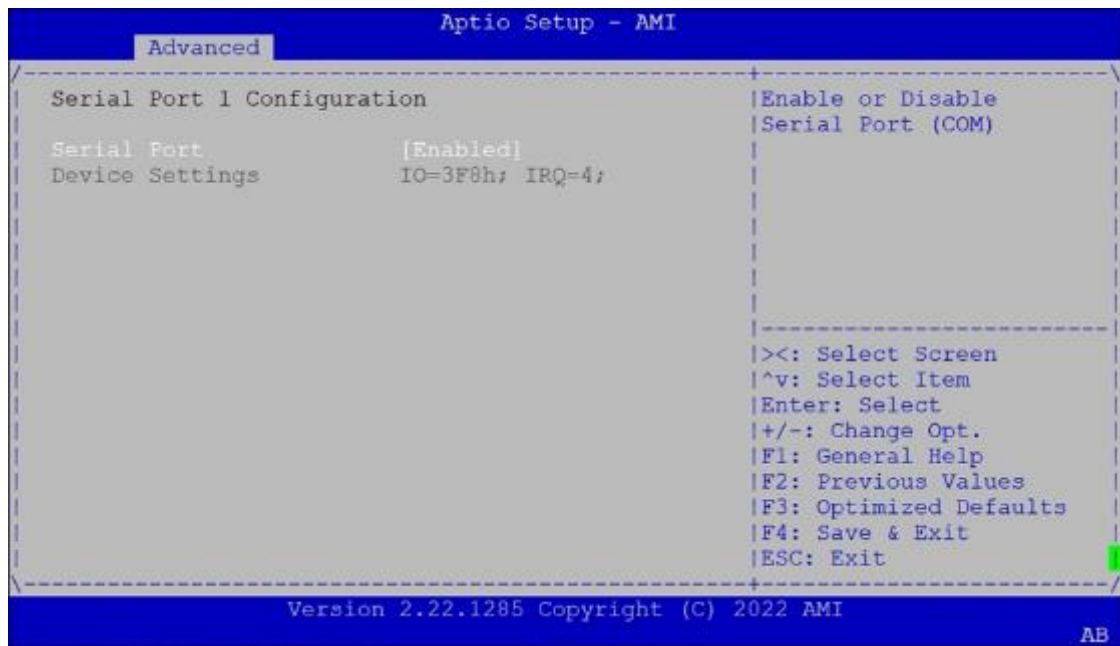 Aptio Setup - AMI
Advanced
Serial Port 1 Configuration
Serial Port [Enabled]
Device Settings IO=3F8h; IRQ=4;
Enable or Disable
Serial Port (COM)
><: Select Screen
^v: Select Item
Enter: Select
+/-: Change Opt.
F1: General Help
F2: Previous Values
F3: Optimized Defaults
F4: Save & Exit
ESC: Exit
Version 2.22.1285 Copyright (C) 2022 AMI
AB